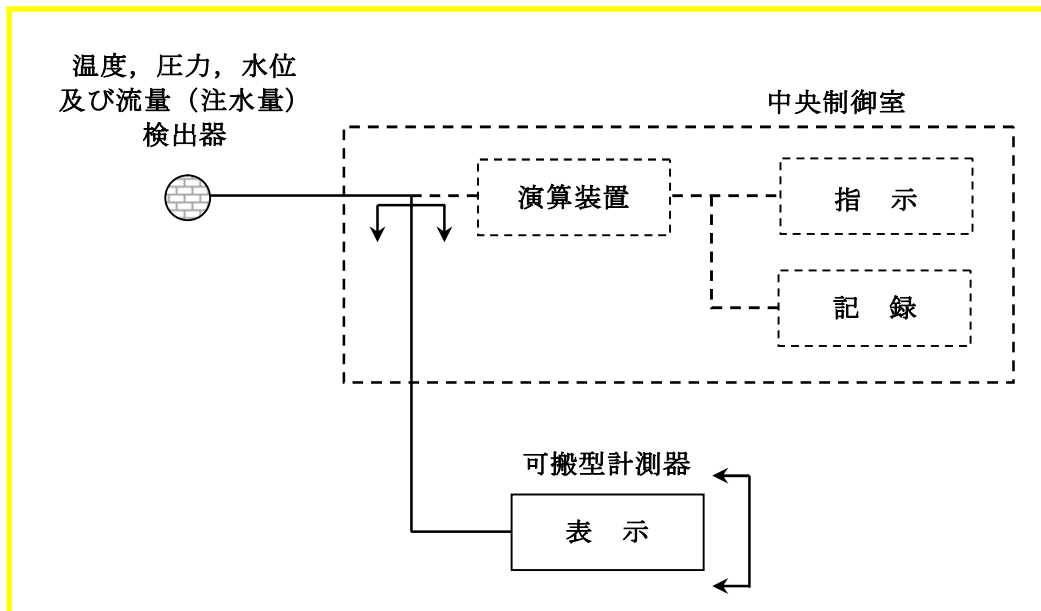 温度，圧力，水位
及び流量（注水量）
検出器
中央制御室
演算装置
指　示
記　録
可搬型計測器
表　示